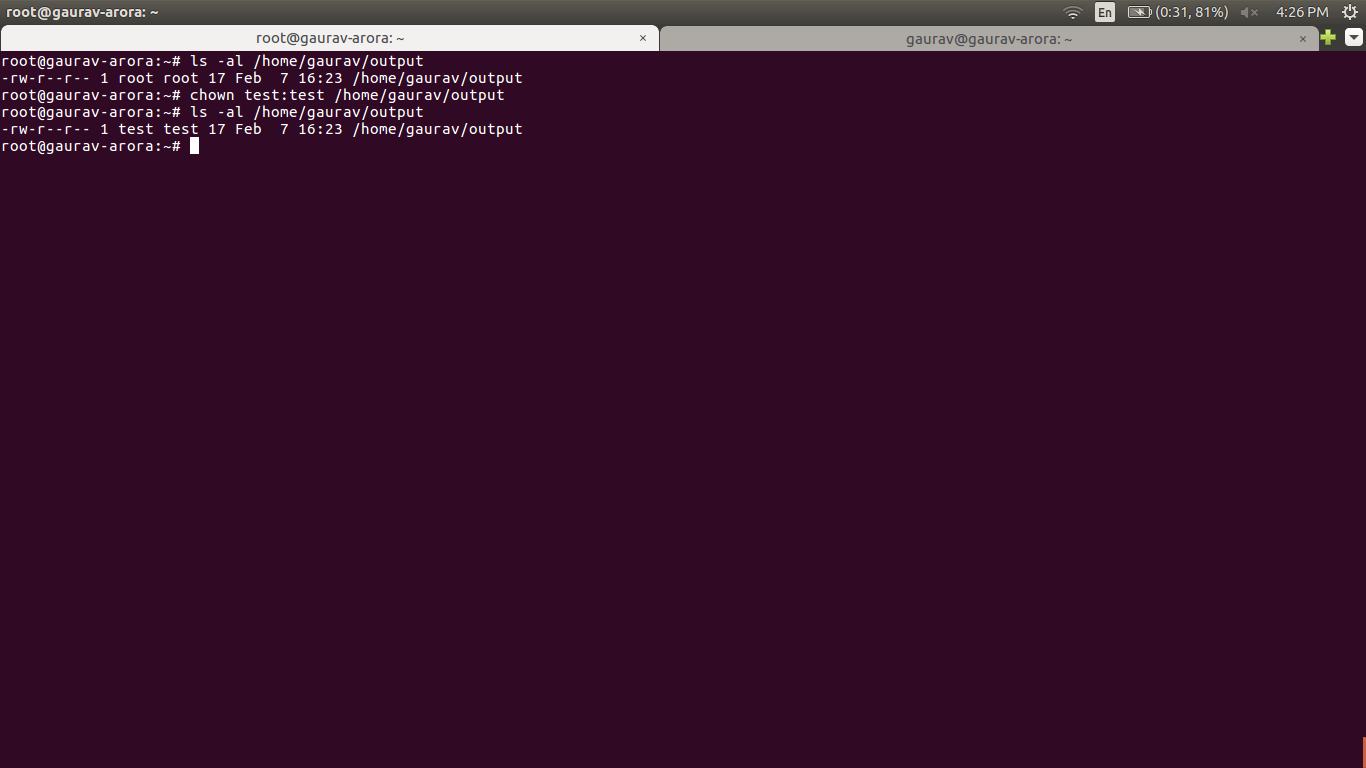 root@gaurav-arora: ~
En
(0:31, 81%)
4:26 PM
root@gaurav-arora: ~ ×
gaurav@gaurav-arora: ~ ×
root@gaurav-arora:~# ls -al /home/gaurav/output
-rw-r--r-- 1 root root 17 Feb  7 16:23 /home/gaurav/output
root@gaurav-arora:~# chown test:test /home/gaurav/output
root@gaurav-arora:~# ls -al /home/gaurav/output
-rw-r--r-- 1 test test 17 Feb  7 16:23 /home/gaurav/output
root@gaurav-arora:~#